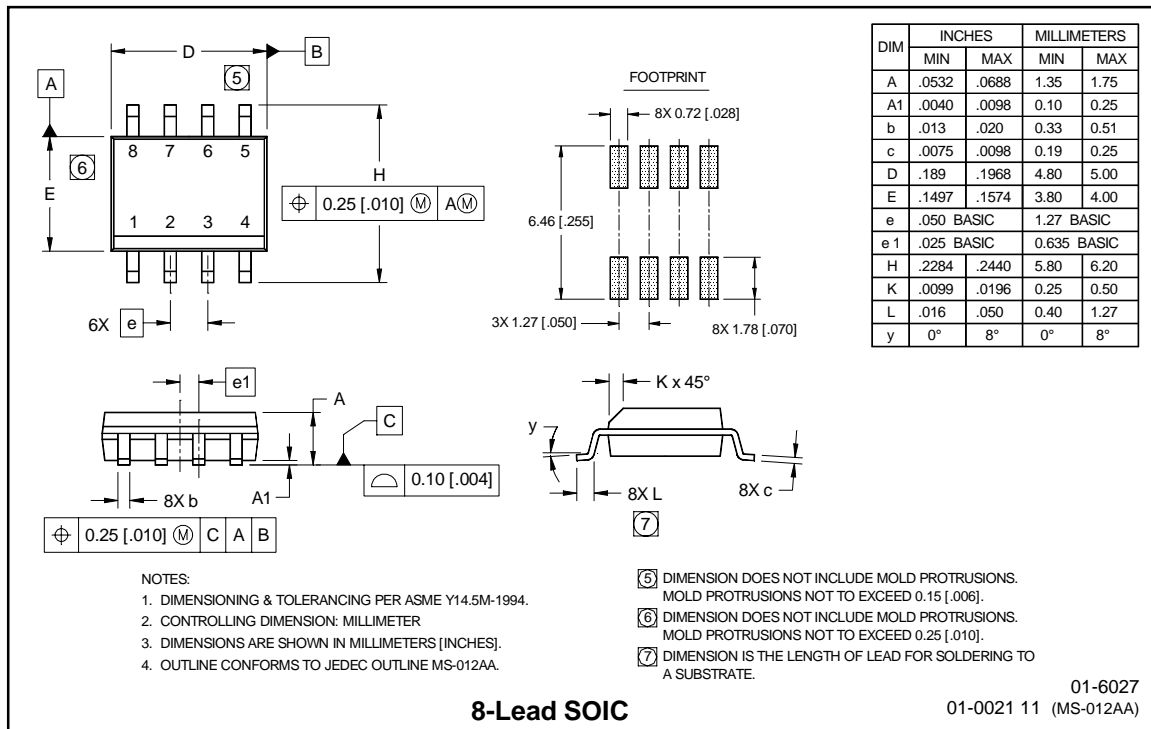 D
B
5
A
8 7 6 5
6
E
H
⌖ 0.25 [.010] Ⓜ AⓂ
1 2 3 4
6X e
FOOTPRINT
8X 0.72 [.028]
6.46 [.255]
3X 1.27 [.050]
8X 1.78 [.070]
DIM INCHES MILLIMETERS
MIN MAX MIN MAX
A .0532 .0688 1.35 1.75
A1 .0040 .0098 0.10 0.25
b .013 .020 0.33 0.51
c .0075 .0098 0.19 0.25
D .189 .1968 4.80 5.00
E .1497 .1574 3.80 4.00
e .050 BASIC 1.27 BASIC
e 1 .025 BASIC 0.635 BASIC
H .2284 .2440 5.80 6.20
K .0099 .0196 0.25 0.50
L .016 .050 0.40 1.27
y 0° 8° 0° 8°
e1
A
C
0.10 [.004]
A1
8X b
⌖ 0.25 [.010] Ⓜ C A B
K x 45°
y
8X L
7
8X c
NOTES:
1. DIMENSIONING & TOLERANCING PER ASME Y14.5M-1994.
2. CONTROLLING DIMENSION: MILLIMETER
3. DIMENSIONS ARE SHOWN IN MILLIMETERS [INCHES].
4. OUTLINE CONFORMS TO JEDEC OUTLINE MS-012AA.
5 DIMENSION DOES NOT INCLUDE MOLD PROTRUSIONS.
MOLD PROTRUSIONS NOT TO EXCEED 0.15 [.006].
6 DIMENSION DOES NOT INCLUDE MOLD PROTRUSIONS.
MOLD PROTRUSIONS NOT TO EXCEED 0.25 [.010].
7 DIMENSION IS THE LENGTH OF LEAD FOR SOLDERING TO
A SUBSTRATE.
8-Lead SOIC
01-6027
01-0021 11 (MS-012AA)